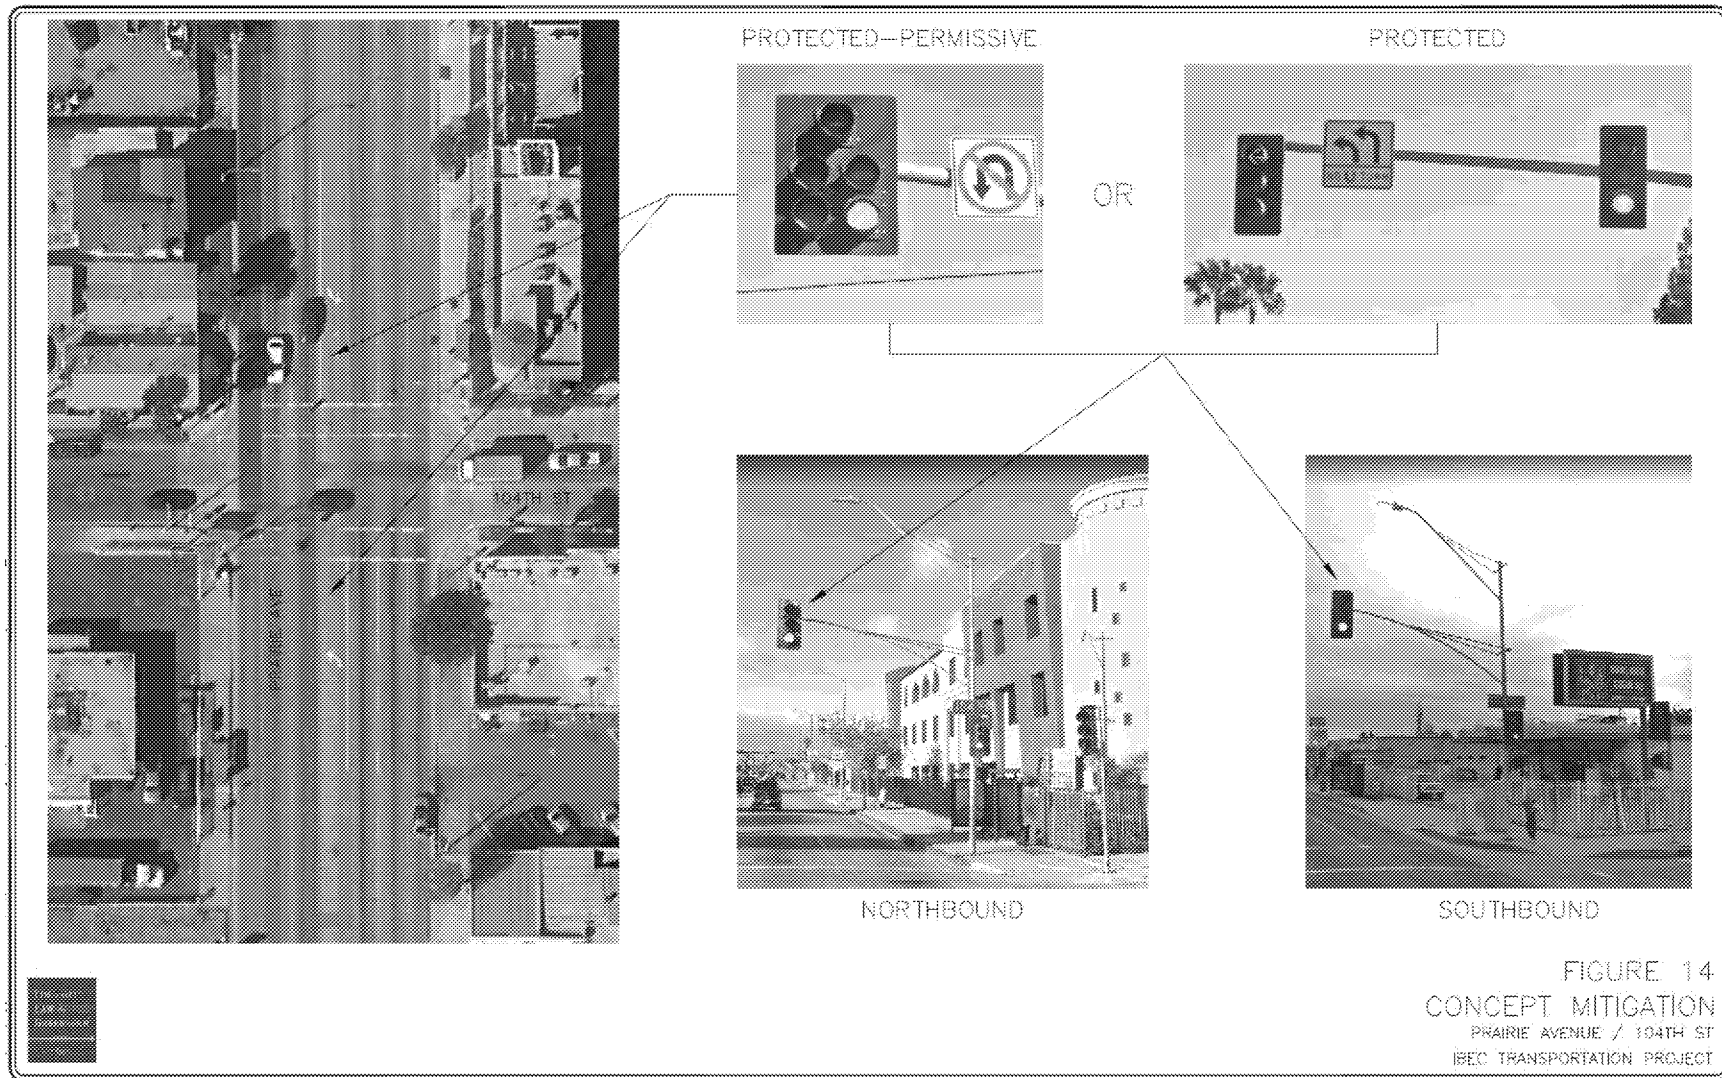 PROTECTED-PERMISSIVE
PROTECTED
OR
104TH ST
PRAIRIE AVE
NORTHBOUND
SOUTHBOUND
FIGURE 14
CONCEPT MITIGATION
PRAIRIE AVENUE / 104TH ST
IBEC TRANSPORTATION PROJECT